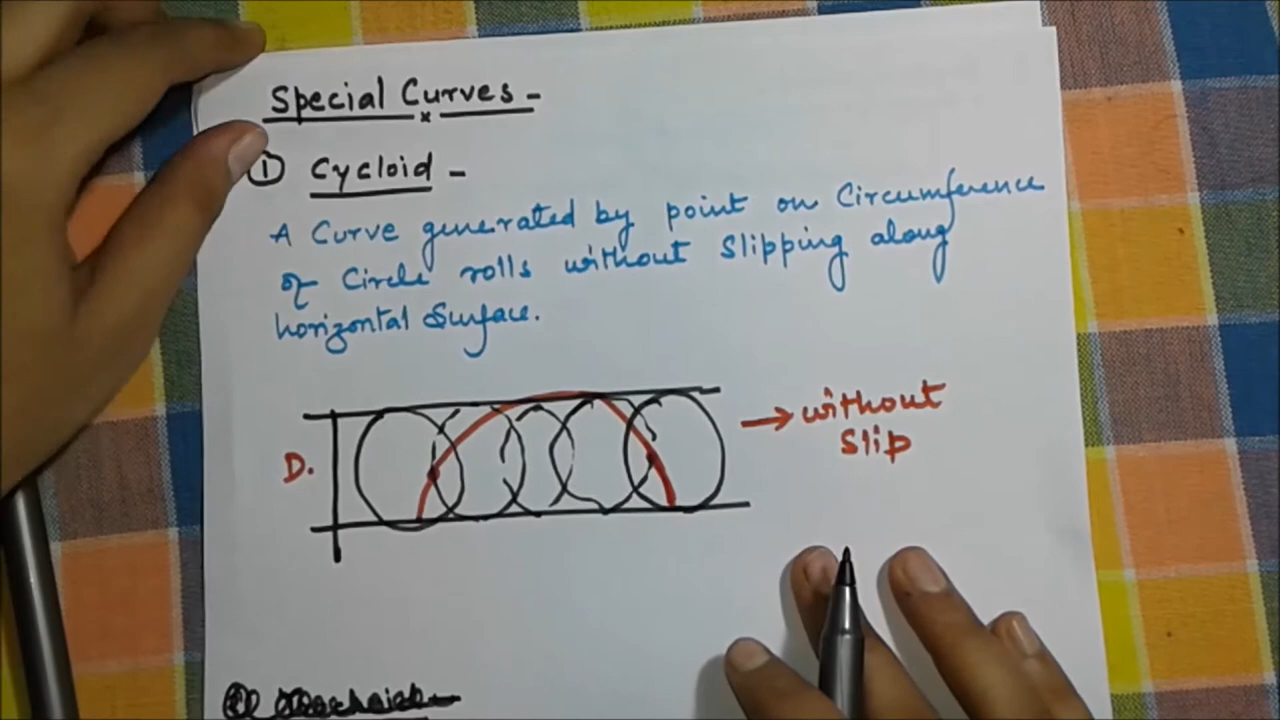 Special Curves -
① Cycloid -
A Curve generated by point on Circumference
of Circle rolls without Slipping along
horizontal Surface.
D.
→ without
Slip